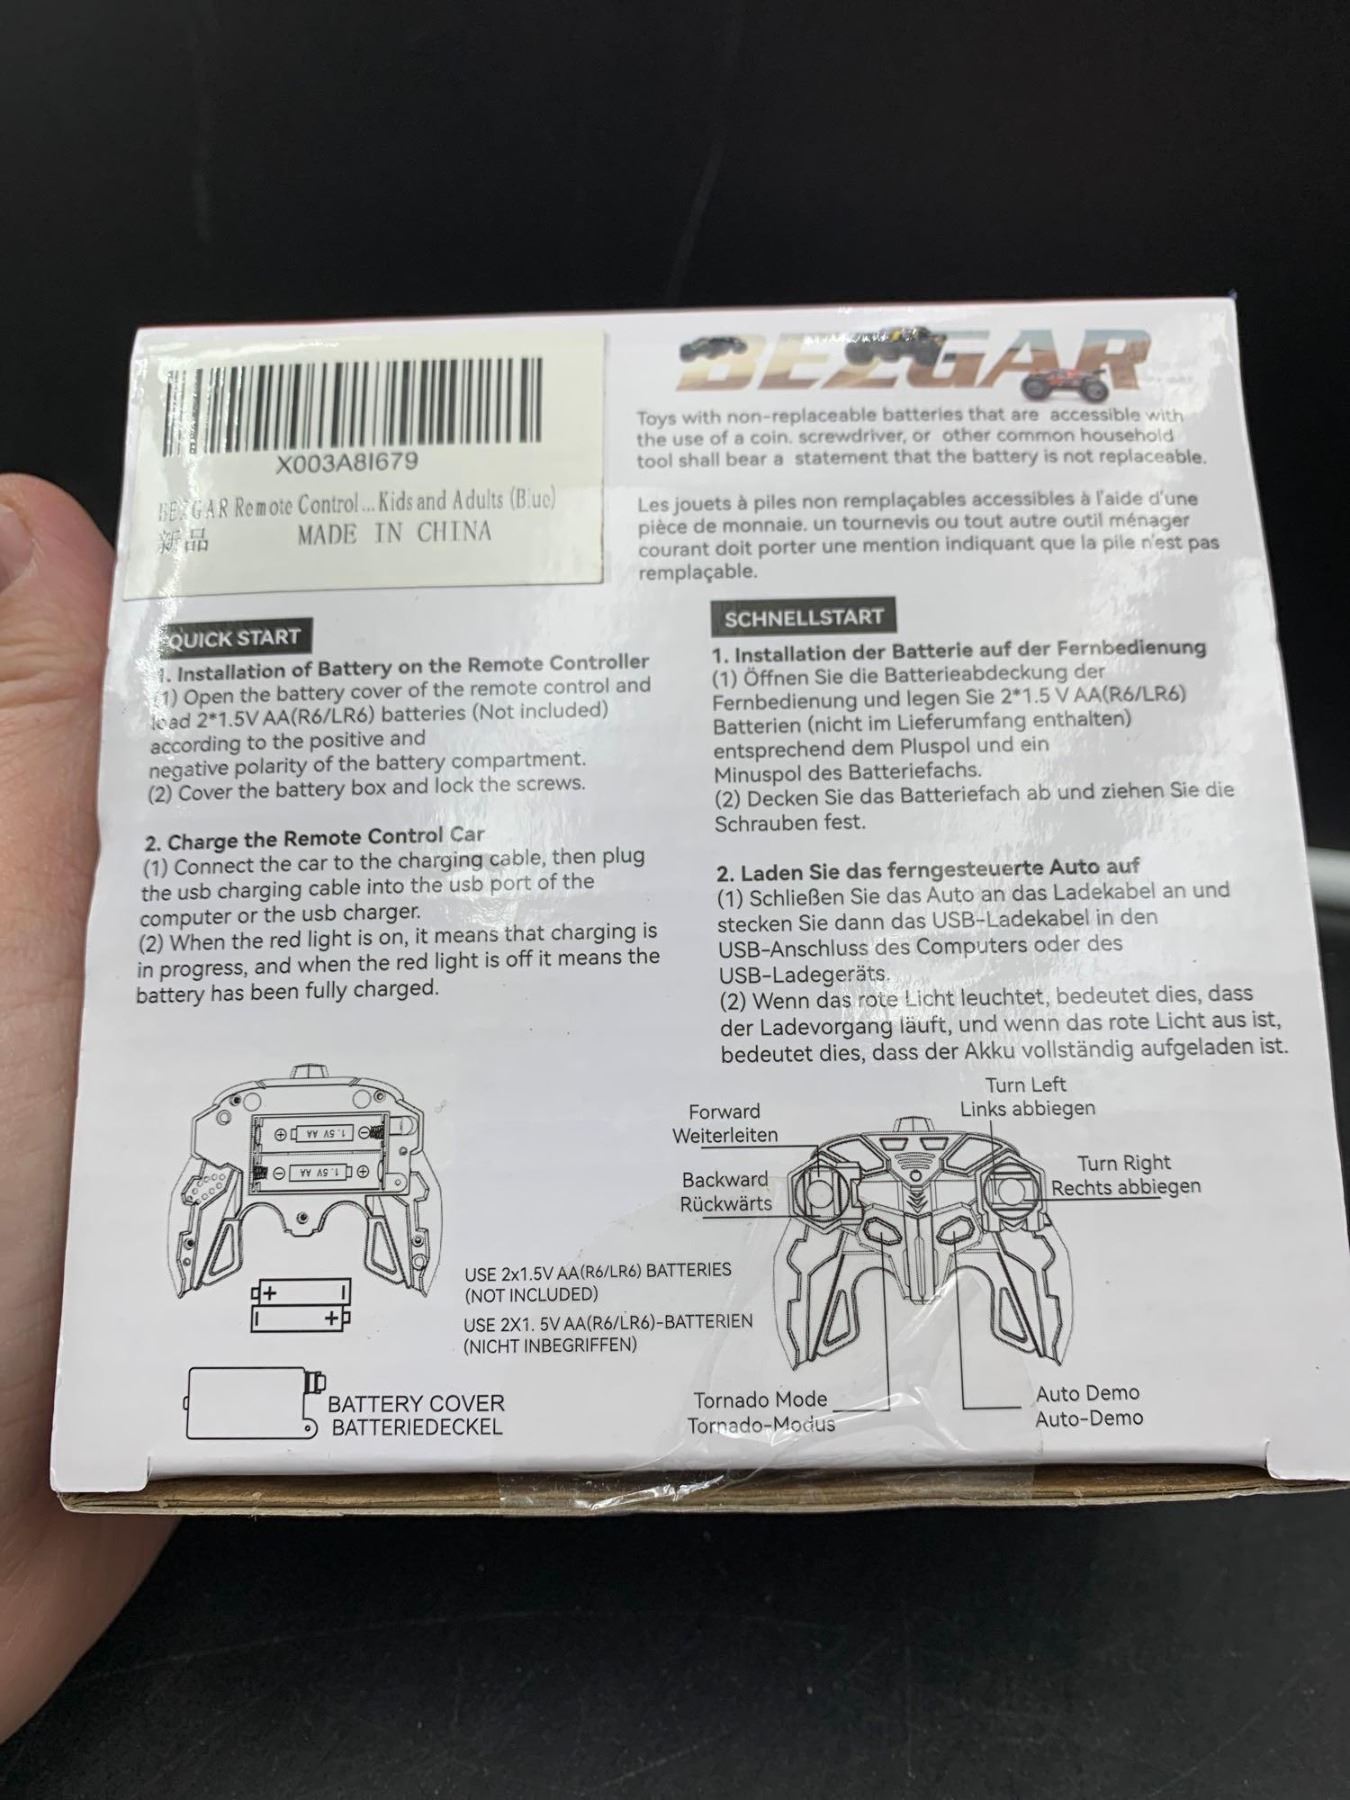 X003A8I679
BEZGAR Remote Control...Kids and Adults (Blue)
新品
MADE IN CHINA
BEZGAR
Toys with non-replaceable batteries that are accessible with
the use of a coin. screwdriver, or other common household
tool shall bear a statement that the battery is not replaceable.
Les jouets à piles non remplaçables accessibles à l'aide d'une
pièce de monnaie. un tournevis ou tout autre outil ménager
courant doit porter une mention indiquant que la pile n'est pas
remplaçable.
QUICK START
1. Installation of Battery on the Remote Controller
(1) Open the battery cover of the remote control and
load 2*1.5V AA(R6/LR6) batteries (Not included)
according to the positive and
negative polarity of the battery compartment.
(2) Cover the battery box and lock the screws.
2. Charge the Remote Control Car
(1) Connect the car to the charging cable, then plug
the usb charging cable into the usb port of the
computer or the usb charger.
(2) When the red light is on, it means that charging is
in progress, and when the red light is off it means the
battery has been fully charged.
SCHNELLSTART
1. Installation der Batterie auf der Fernbedienung
(1) Öffnen Sie die Batterieabdeckung der
Fernbedienung und legen Sie 2*1.5 V AA(R6/LR6)
Batterien (nicht im Lieferumfang enthalten)
entsprechend dem Pluspol und ein
Minuspol des Batteriefachs.
(2) Decken Sie das Batteriefach ab und ziehen Sie die
Schrauben fest.
2. Laden Sie das ferngesteuerte Auto auf
(1) Schließen Sie das Auto an das Ladekabel an und
stecken Sie dann das USB-Ladekabel in den
USB-Anschluss des Computers oder des
USB-Ladegeräts.
(2) Wenn das rote Licht leuchtet, bedeutet dies, dass
der Ladevorgang läuft, und wenn das rote Licht aus ist,
bedeutet dies, dass der Akku vollständig aufgeladen ist.
1.5V AA
1.5V AA
USE 2x1.5V AA(R6/LR6) BATTERIES
(NOT INCLUDED)
USE 2X1. 5V AA(R6/LR6)-BATTERIEN
(NICHT INBEGRIFFEN)
BATTERY COVER
BATTERIEDECKEL
Forward
Weiterleiten
Backward
Rückwärts
Turn Left
Links abbiegen
Turn Right
Rechts abbiegen
Tornado Mode
Tornado-Modus
Auto Demo
Auto-Demo